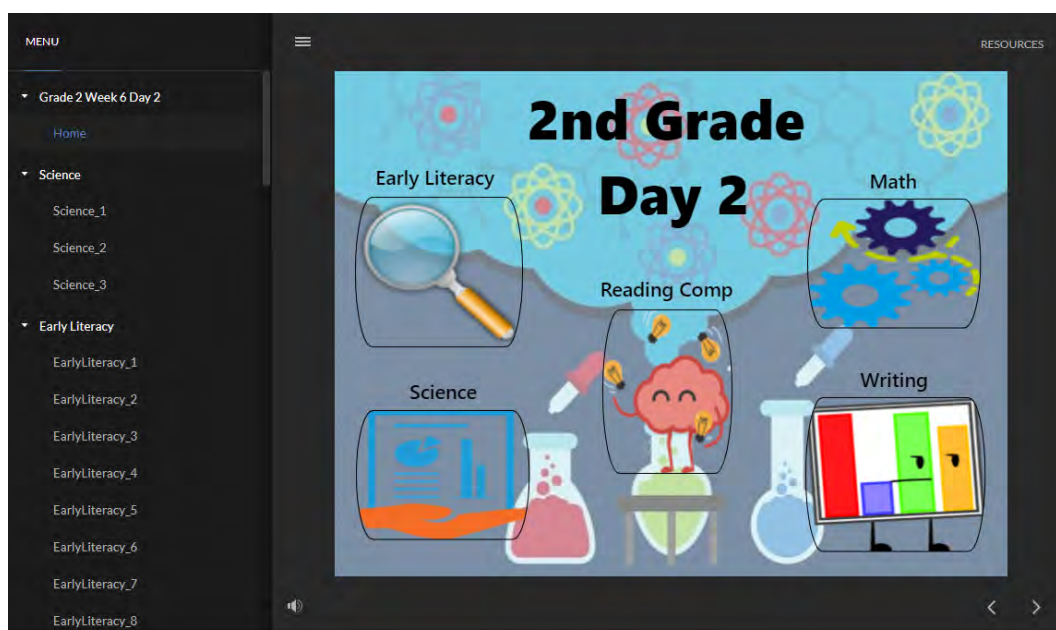 MENU
Grade 2 Week 6 Day 2
Home
Science
Science_1
Science_2
Science_3
Early Literacy
EarlyLiteracy_1
EarlyLiteracy_2
EarlyLiteracy_3
EarlyLiteracy_4
EarlyLiteracy_5
EarlyLiteracy_6
EarlyLiteracy_7
EarlyLiteracy_8
RESOURCES
2nd Grade
Day 2
Early Literacy
Math
Reading Comp
Science
Writing